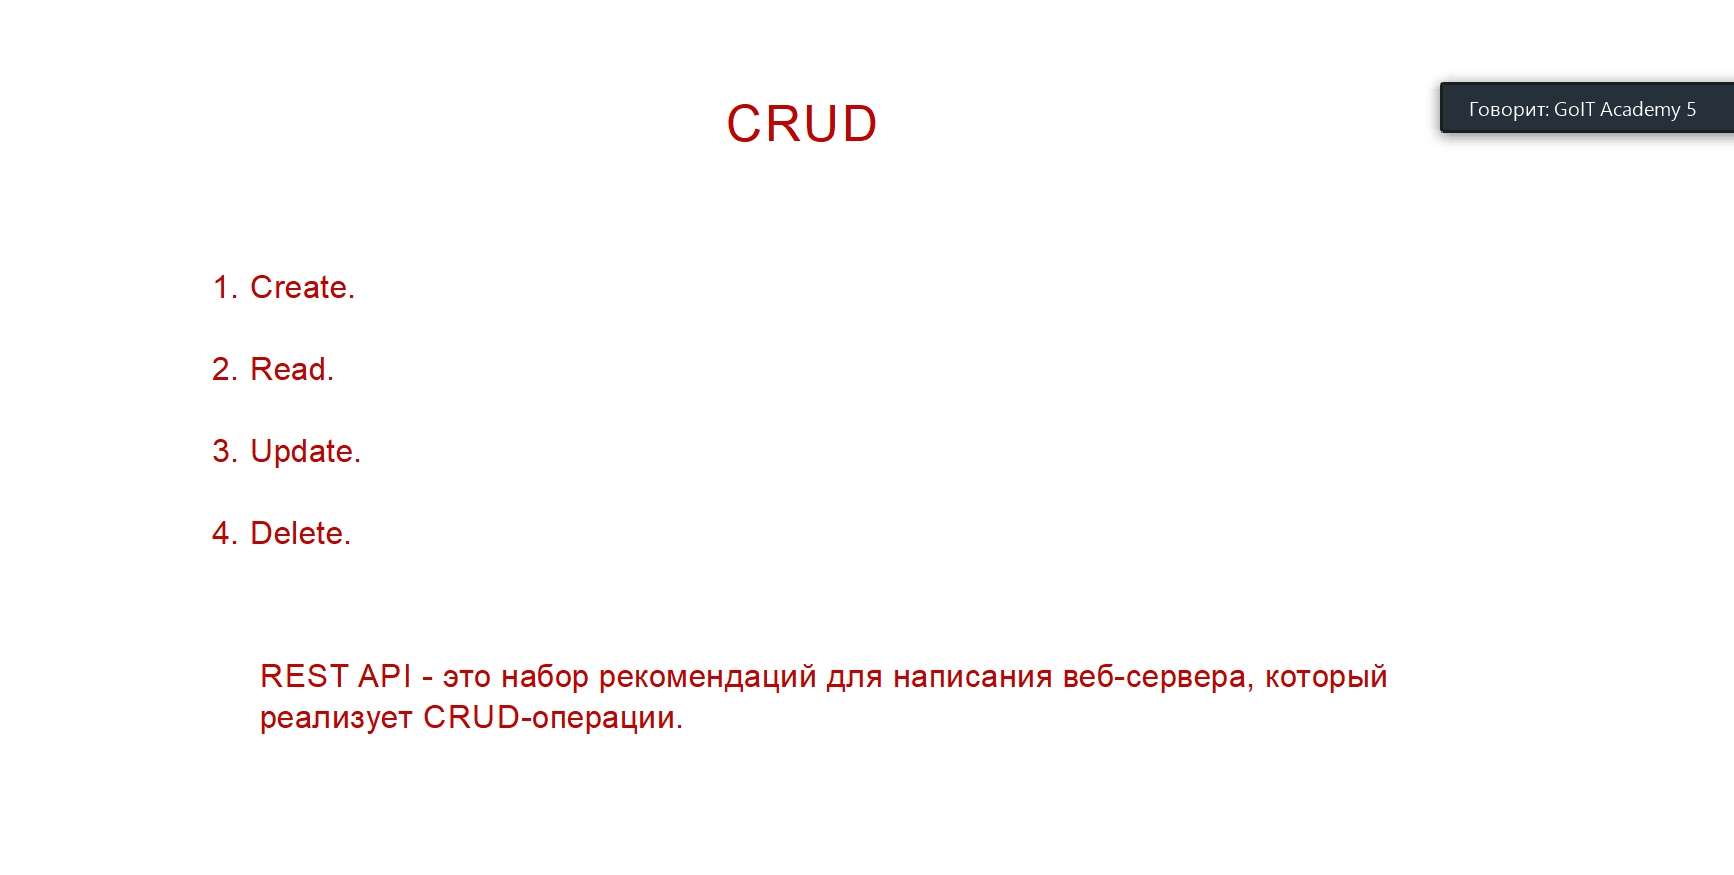 CRUD
Говорит: GoIT Academy 5
1. Create.
2. Read.
3. Update.
4. Delete.
REST API - это набор рекомендаций для написания веб-сервера, который
реализует CRUD-операции.